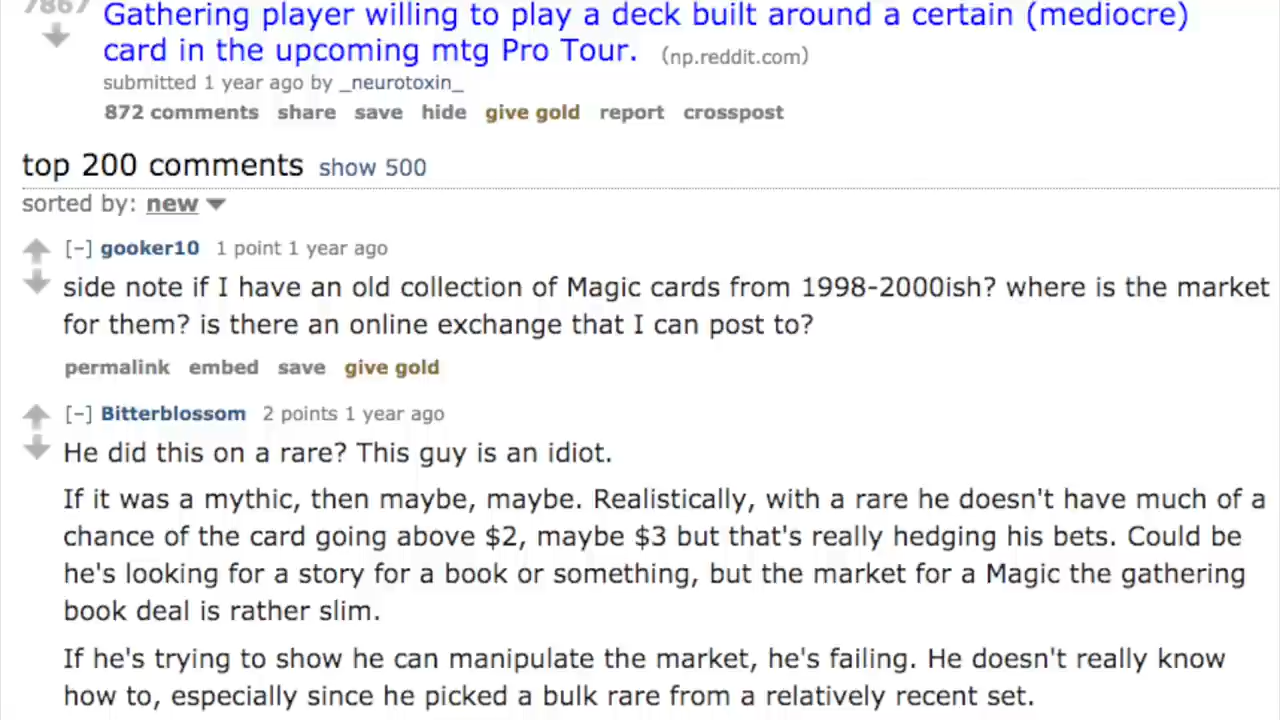 7867
Gathering player willing to play a deck built around a certain (mediocre)
card in the upcoming mtg Pro Tour. (np.reddit.com)
submitted 1 year ago by _neurotoxin_
872 comments share save hide give gold report crosspost
top 200 comments show 500
sorted by: new
[-] gooker10 1 point 1 year ago
side note if I have an old collection of Magic cards from 1998-2000ish? where is the market
for them? is there an online exchange that I can post to?
permalink embed save give gold
[-] Bitterblossom 2 points 1 year ago
He did this on a rare? This guy is an idiot.
If it was a mythic, then maybe, maybe. Realistically, with a rare he doesn't have much of a
chance of the card going above $2, maybe $3 but that's really hedging his bets. Could be
he's looking for a story for a book or something, but the market for a Magic the gathering
book deal is rather slim.
If he's trying to show he can manipulate the market, he's failing. He doesn't really know
how to, especially since he picked a bulk rare from a relatively recent set.